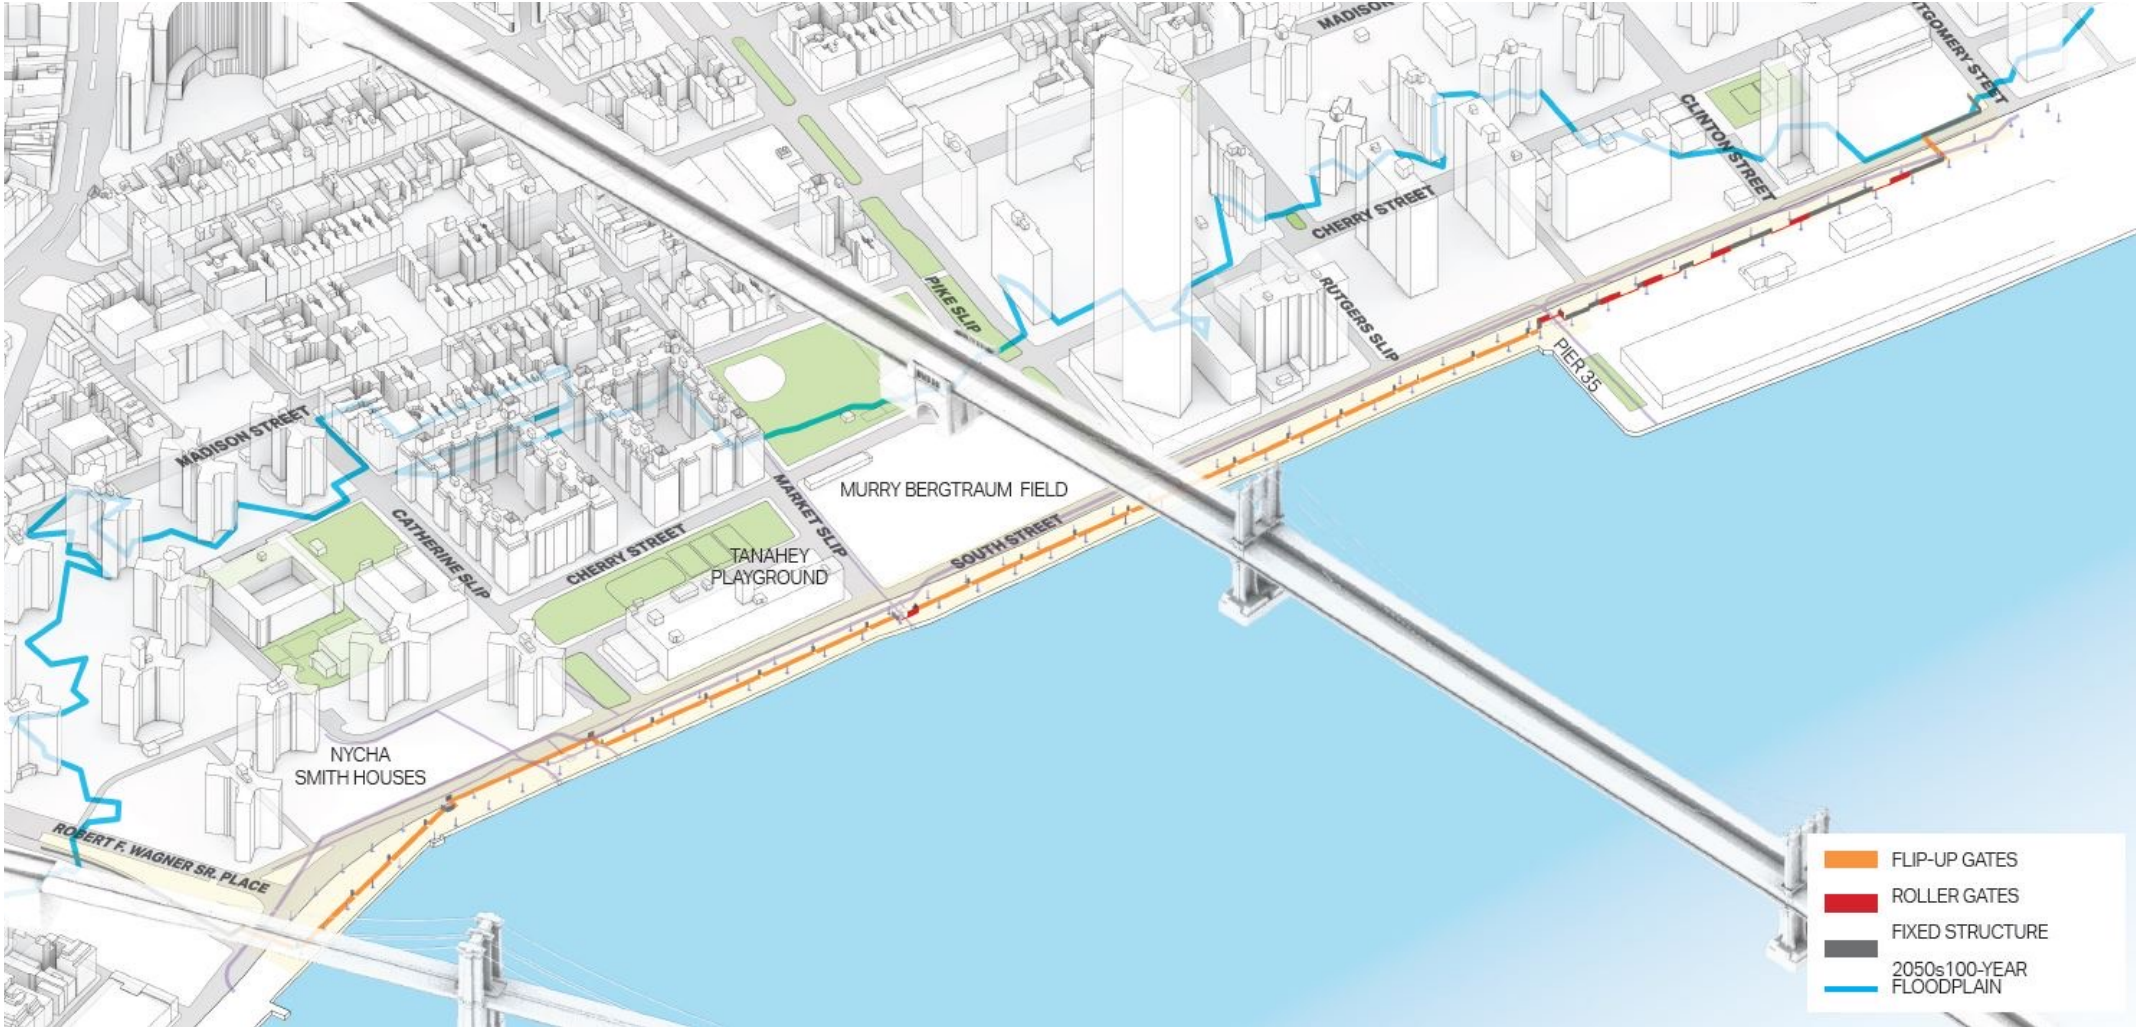 MADISON
MONTGOMERY STEET
CLINTON STREET
CHERRY STREET
RUTGERS SLIP
PIKE SLIP
PIER 35
MADISON STREET
MURRY BERGTRAUM FIELD
MARKET SLIP
SOUTH STREET
CATHERINE SLIP
CHERRY STREET
TANAHEY
PLAYGROUND
NYCHA
SMITH HOUSES
ROBERT F. WAGNER SR. PLACE
FLIP-UP GATES
ROLLER GATES
FIXED STRUCTURE
2050s100-YEAR
FLOODPLAIN